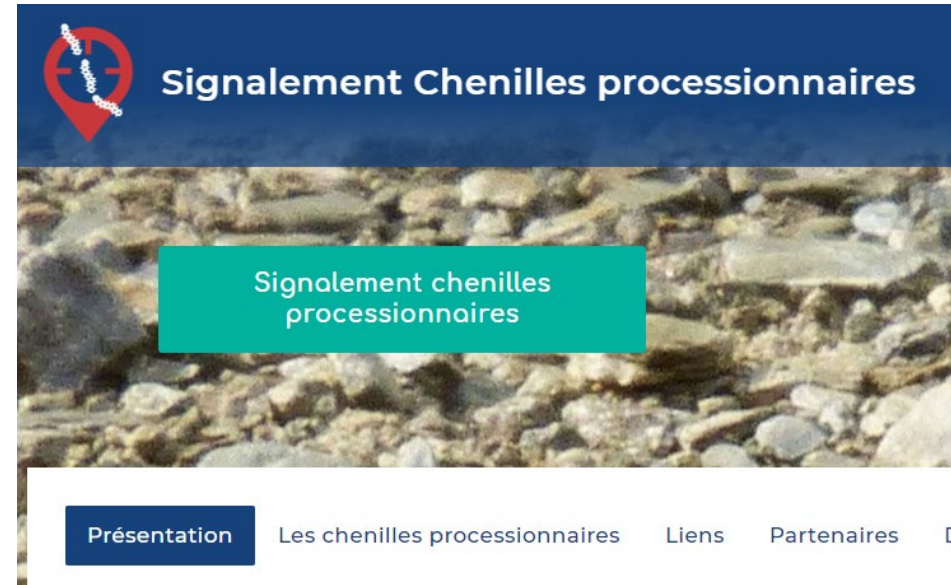 Signalement Chenilles processionnaires
Signalement chenilles
processionnaires
Présentation Les chenilles processionnaires Liens Partenaires